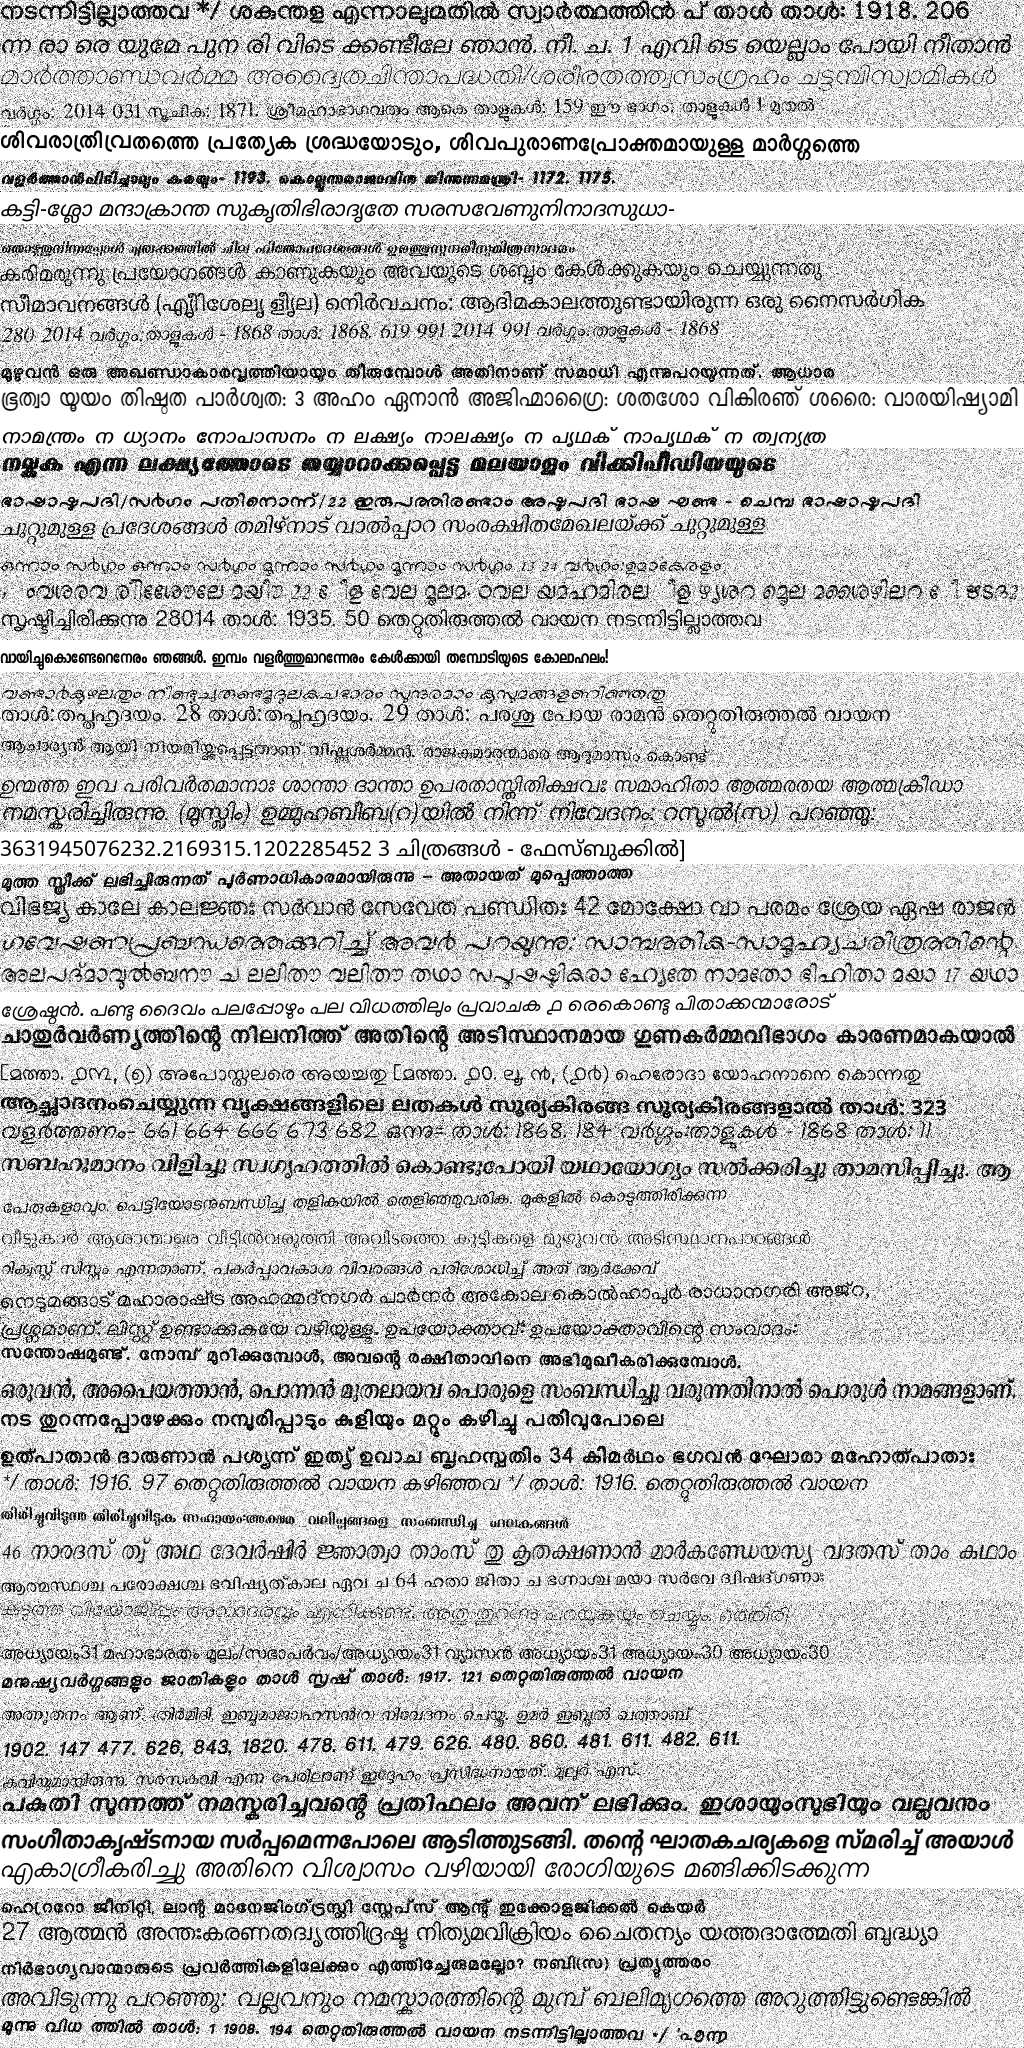 നടന്നിട്ടില്ലാത്തവ */ ശകുന്തള എന്നാലുമതിൽ സ്വാർത്ഥത്തിൻ പ് താൾ താൾ: 1918. 206
ന്ന രാ രെ യുമേ പുന രി വിടെ ക്കണ്ടീലേ ഞാൻ. നീ. ച. 1 എവി ടെ യെല്ലാം പോയി നീതാൻ
മാർത്താണ്ഡവർമ്മ അദ്വൈതചിന്താപദ്ധതി/ശരീരതത്ത്വസംഗ്രഹം ചട്ടമ്പിസ്വാമികൾ
വർഗ്ഗം: 2014 031 സൂചിക: 1871. ശ്രീമഹാഭാഗവതം ആകെ താളുകൾ: 159 ഈ ഭാഗം: താളുകൾ 1 മുതൽ
ശിവരാത്രിവ്രതത്തെ പ്രത്യേക ശ്രദ്ധയോടും, ശിവപുരാണപ്രോക്തമായുള്ള മാർഗ്ഗത്തെ
വളർത്താൻപിടിച്ചാലും കരയും- 1193. കൊല്ലേനരാജാവിനു തിന്നുന്നമന്ത്രി- 1172. 1175.
കട്ടി-ശ്ലോ മന്ദാക്രാന്ത സുകൃതിഭിരാദൃതേ സരസവേണുനിനാദസുധാ-
കരിമരുന്നു പ്രയോഗങ്ങൾ കാണുകയും അവയുടെ ശബ്ദം കേൾക്കുകയും ചെയ്യുന്നതു
സീമാവനങ്ങൾ (എ്യീിശേലൃ ളീൃല) നിെർവചനം: ആദിമകാലത്തുണ്ടായിരുന്ന ഒരു നൈസർഗിക
280 2014 വർഗ്ഗം:താളുകൾ - 1868 താൾ: 1868. 619 991 2014 991 വർഗ്ഗം:താളുകൾ - 1868
മുഴുവൻ ഒരു അഖണ്ഡാകാരവൃത്തിയായും തീരുമ്പോൾ അതിനാണ് സമാധി എന്നുപറയുന്നത്. ആധാര
ഭൂത്വാ യൂയം തിഷ്ഠത പാർശ്വത: 3 അഹം ഏനാൻ അജിഹ്മാഗ്രൈ: ശതശോ വികിരഞ് ശരൈ: വാരയിഷ്യാമി
നാമന്ത്രം ന ധ്യാനം നോപാസനം ന ലക്ഷ്യം നാലക്ഷ്യം ന പൃഥക് നാപൃഥക് ന ത്വന്യത്ര
നല്കുക എന്ന ലക്ഷ്യത്തോടെ തയ്യാറാക്കപ്പെട്ട മലയാളം വിക്കിപീഡിയയുടെ
ഭാഷാഷ്ടപദി/സർഗം പതിനൊന്ന്/22 ഇരുപത്തിരണ്ടാം അഷ്ടപദി ഭാഷ ഘണ്ട - ചെമ്പ ഭാഷാഷ്ടപദി
ചുറ്റുമുള്ള പ്രദേശങ്ങൾ തമിഴ്‌നാട് വാൽപ്പാറ സംരക്ഷിതമേഖലയ്ക്ക് ചുറ്റുമുള്ള
ഒന്നാം സർഗ്ഗം ഒന്നാം സർഗ്ഗം മൂന്നാം സർഗ്ഗം മൂന്നാം സർഗ്ഗം 13 24 വർഗ്ഗം:ഉമാകേരളം
സൃഷ്ടിച്ചിരിക്കുന്നു 28014 താൾ: 1935. 50 തെറ്റുതിരുത്തൽ വായന നടന്നിട്ടില്ലാത്തവ
വായിച്ചുകൊണ്ടേറെന്നേരം ഞങ്ങൾ. ഇമ്പം വളർത്തുമാറന്നേരം കേൾക്കായി തമ്പോടിയുടെ കോലാഹലം!
വണ്ടാർകുഴലതും നീണ്ടുചുരുണ്ടമൃദുലകചഭാരം സുന്ദരമാം കുസുമങ്ങളണിഞ്ഞതു
താൾ:തപ്തഹൃദയം. 28 താൾ:തപ്തഹൃദയം. 29 താൾ: പരശു പോയ രാമൻ തെറ്റുതിരുത്തൽ വായന
ആചാര്യൻ ആയി നിയമിയ്ക്കപ്പെട്ടതാണ് വിഷ്ണുശർമ്മൻ. രാജകുമാരന്മാരെ ആറുമാസം കൊണ്ട്
ഉന്മത്ത ഇവ പരിവർതമാനാഃ ശാന്താ ദാന്താ ഉപരതാസ്തിതിക്ഷവഃ സമാഹിതാ ആത്മരതയ ആത്മക്രീഡാ
നമസ്കരിച്ചിരുന്നു. (മുസ്ലിം) ഉമ്മുഹബീബ(റ)യിൽ നിന്ന് നിവേദനം: റസൂൽ(സ) പറഞ്ഞു:
3631945076232.2169315.1202285452 3 ചിത്രങ്ങൾ - ഫേസ്ബുക്കിൽ]
മൂത്ത സ്ത്രീക്ക് ലഭിച്ചിരുന്നത് പൂർണാധികാരമായിരുന്നു – അതായത് മൂപ്പെത്താത്ത
വിഭജ്യ കാലേ കാലജ്ഞഃ സർവാൻ സേവേത പണ്ഡിതഃ 42 മോക്ഷോ വാ പരമം ശ്രേയ ഏഷ രാജൻ
ഗവേഷണപ്രബന്ധത്തെക്കുറിച്ച് അവർ പറയുന്നു: സാമ്പത്തിക-സാമൂഹ്യചരിത്രത്തിന്റെ
അലപദ്മാവുൽബനൗ ച ലലിതൗ വലിതൗ തഥാ സപ്തഷഷ്ടികരാ ഹ്യേതേ നാമതോ ഭിഹിതാ മയാ 17 യഥാ
ശ്രേഷ്ഠൻ. പണ്ടു ദൈവം പലപ്പോഴും പല വിധത്തിലും പ്രവാചക ൧ രെകൊണ്ടു പിതാക്കന്മാരോട്
ചാതുർവർണ്യത്തിന്റെ നിലനിത്ത് അതിന്റെ അടിസ്ഥാനമായ ഗുണകർമ്മവിഭാഗം കാരണമാകയാൽ
[മത്താ. ൧൩, (൭) അപോസ്തലരെ അയച്ചതു [മത്താ. ൧൦. ലൂ. ൻ, (൧൪) ഹെരോദാ യോഹനാനെ കൊന്നതു
ആച്ഛാദനംചെയ്യുന്ന വൃക്ഷങ്ങളിലെ ലതകൾ സൂര്യകിരങ്ങ സൂര്യകിരങ്ങളാൽ താൾ: 323
വളർത്തണം- 661 664 666 673 682 ഒന്നു= താൾ: 1868. 184 വർഗ്ഗം:താളുകൾ - 1868 താൾ: 11
സബഹുമാനം വിളിച്ചു സ്വഗൃഹത്തിൽ കൊണ്ടുപോയി യഥായോഗ്യം സൽക്കരിച്ചു താമസിപ്പിച്ചു. ആ
പേരുകളാവും. പെട്ടിയോടനുബന്ധിച്ച തളികയിൽ തെളിഞ്ഞുവരിക. മുകളിൽ കൊടുത്തിരിക്കുന്ന
വീട്ടുകാർ ആശാന്മാരെ വീട്ടിൽവരുത്തി അവിടത്തെ കുട്ടികളെ മുഴുവൻ അടിസ്ഥാനപാഠങ്ങൾ
റിക്വസ്റ്റ് സിസ്റ്റം എന്നതാണ്. പകർപ്പാവകാശ വിവരങ്ങൾ പരിശോധിച്ച് അത് ആർക്കേവ്
നെടുമങ്ങാട് മഹാരാഷ്ട്ര അഹമ്മദ്നഗർ പാർനർ അകോല കൊൽഹാപുർ രാധാനഗരി അജ്റ,
പ്രശ്നമാണ്. ലിസ്റ്റ് ഉണ്ടാക്കുകയേ വഴിയുള്ളൂ. ഉപയോക്താവ്: ഉപയോക്താവിന്റെ സംവാദം:
സന്തോഷമുണ്ട്. നോമ്പ് മുറിക്കുമ്പോൾ, അവന്റെ രക്ഷിതാവിനെ അഭിമുഖീകരിക്കുമ്പോൾ.
ഒരുവൻ, അപ്പൈയത്താൻ, പൊന്നൻ മുതലായവ പൊരുളെ സംബന്ധിച്ചു വരുന്നതിനാൽ പൊരുൾ നാമങ്ങളാണ്.
നട തുറന്നപ്പോഴേക്കും നമ്പൂരിപ്പാടും കുളിയും മറ്റും കഴിച്ചു പതിവുപോലെ
ഉത്പാതാൻ ദാരുണാൻ പശ്യന്ന് ഇത്യ് ഉവാച ബൃഹസ്പതിം 34 കിമർഥം ഭഗവൻ ഘോരാ മഹോത്പാതാഃ
*/ താൾ: 1916. 97 തെറ്റുതിരുത്തൽ വായന കഴിഞ്ഞവ */ താൾ: 1916. തെറ്റുതിരുത്തൽ വായന
തിരിച്ചുവിടുന്നു തിരിച്ചുവിടുക സഹായം:അക്ഷരം വലിപ്പങ്ങളെ സംബന്ധിച്ച ഫലകങ്ങൾ
46 നാരദസ് ത്വ് അഥ ദേവർഷിർ ജ്ഞാത്വാ താംസ് തു കൃതക്ഷണാൻ മാർകണ്ഡേയസ്യ വദതസ് താം കഥാം
ആത്മസ്ഥശ്ച പരോക്ഷശ്ച ഭവിഷ്യത്കാല ഏവ ച 64 ഹതാ ജിതാ ച ഭഗ്നാശ്ച മയാ സർവേ ദ്വിഷദ്ഗണാഃ
അധ്യായം31 മഹാഭാരതം മൂലം/സഭാപർവം/അധ്യായം31 വ്യാസൻ അധ്യായം31 അധ്യായം30 അധ്യായം30
മനുഷ്യവർഗ്ഗങ്ങളും ജാതികളും താൾ സൃഷ് താൾ: 1917. 121 തെറ്റുതിരുത്തൽ വായന
അത്ഭുതനം ആണ്. തിർമിദി, ഇബ്നുമാജാഹസൻ(റ) നിവേദനം ചെയ്തു. ഉമർ ഇബ്നുൽ ഖത്താബ്
1902. 147 477. 626, 843, 1820. 478. 611. 479. 626. 480. 860. 481. 611. 482. 611.
കവിയുമായിരുന്നു. സരസകവി എന്ന പേരിലാണ് ഇദ്ദേഹം പ്രസിദ്ധനായത്. മൂലൂർ എസ്.
പകുതി സുന്നത്ത് നമസ്കരിച്ചവന്റെ പ്രതിഫലം അവന് ലഭിക്കും. ഇശായുംസുഭിയും വല്ലവനും
സംഗീതാകൃഷ്ടനായ സർപ്പമെന്നപോലെ ആടിത്തുടങ്ങി. തന്റെ ഘാതകചര്യകളെ സ്മരിച്ച് അയാൾ
എകാഗ്രീകരിച്ചു അതിനെ വിശ്വാസം വഴിയായി രോഗിയുടെ മങ്ങിക്കിടക്കുന്ന
ഹെറ്ററോ ജീനിറ്റി, ലാന്റ മാനേജിംഗ്ട്രസ്റ്റി സ്റ്റേപ്സ് ആന്റ് ഇക്കോളജിക്കൽ കെയർ
27 ആത്മൻ അന്തഃകരണതദ്വൃത്തിദ്രഷ്ടൃ നിത്യമവിക്രിയം ചൈതന്യം യത്തദാത്മേതി ബുദ്ധ്യാ
നിർഭാഗ്യവാന്മാരുടെ പ്രവർത്തികളിലേക്കും എത്തിച്ചേരുമല്ലോ? നബി(സ) പ്രത്യുത്തരം
അവിടുന്നു പറഞ്ഞു: വല്ലവനും നമസ്കാരത്തിന്റെ മുമ്പ് ബലിമൃഗത്തെ അറുത്തിട്ടുണ്ടെങ്കിൽ
മുന്നു വിധ ത്തിൽ താൾ: 1 1908. 194 തെറ്റുതിരുത്തൽ വായന നടന്നിട്ടില്ലാത്തവ */